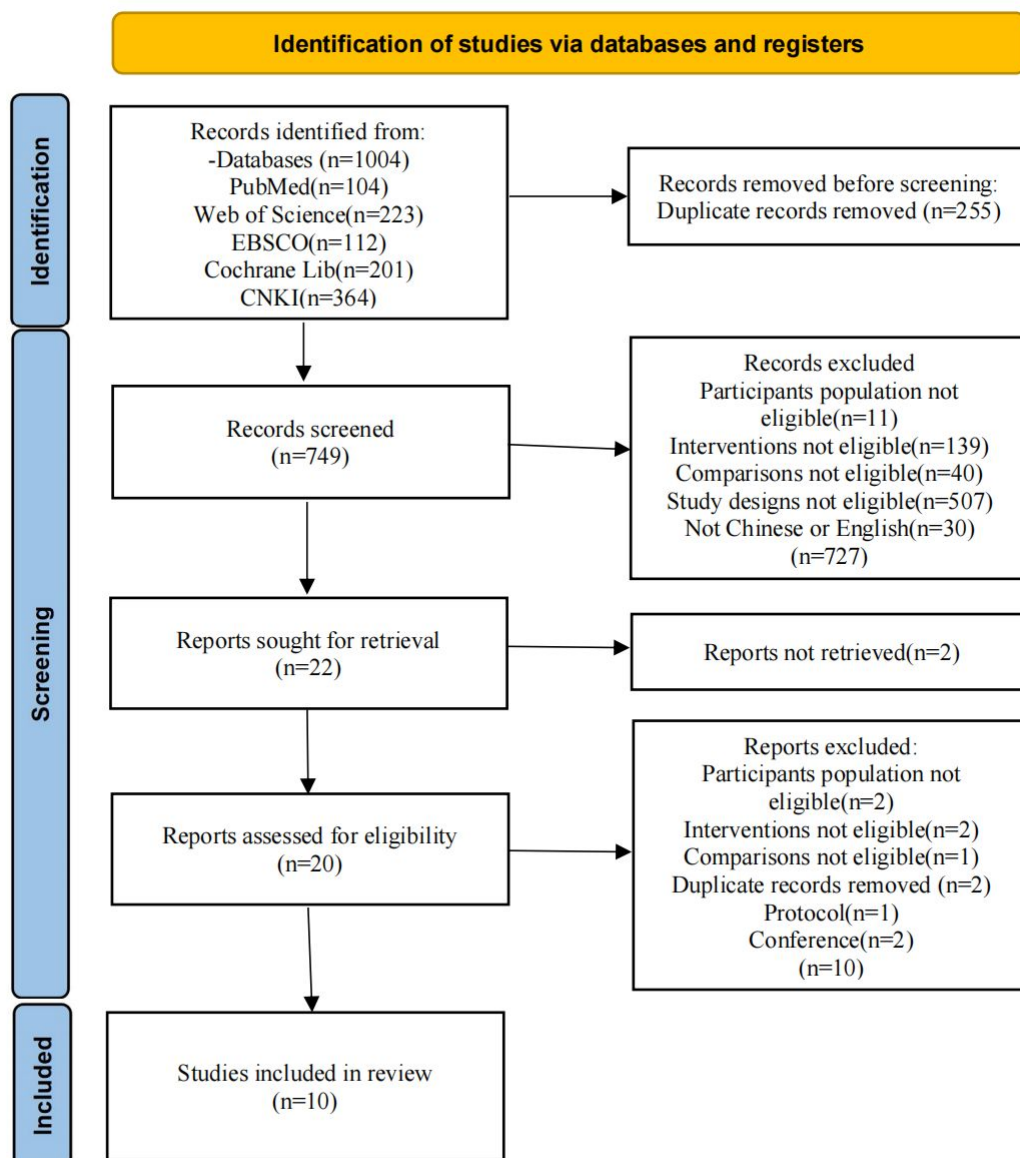 Identification of studies via databases and registers
Identification
Records identified from:
-Databases (n=1004)
PubMed(n=104)
Web of Science(n=223)
EBSCO(n=112)
Cochrane Lib(n=201)
CNKI(n=364)
Records removed before screening:
Duplicate records removed (n=255)
Screening
Records screened
(n=749)
Records excluded
Participants population not
eligible(n=11)
Interventions not eligible(n=139)
Comparisons not eligible(n=40)
Study designs not eligible(n=507)
Not Chinese or English(n=30)
(n=727)
Reports sought for retrieval
(n=22)
Reports not retrieved(n=2)
Reports assessed for eligibility
(n=20)
Reports excluded:
Participants population not
eligible(n=2)
Interventions not eligible(n=2)
Comparisons not eligible(n=1)
Duplicate records removed (n=2)
Protocol(n=1)
Conference(n=2)
(n=10)
Included
Studies included in review
(n=10)